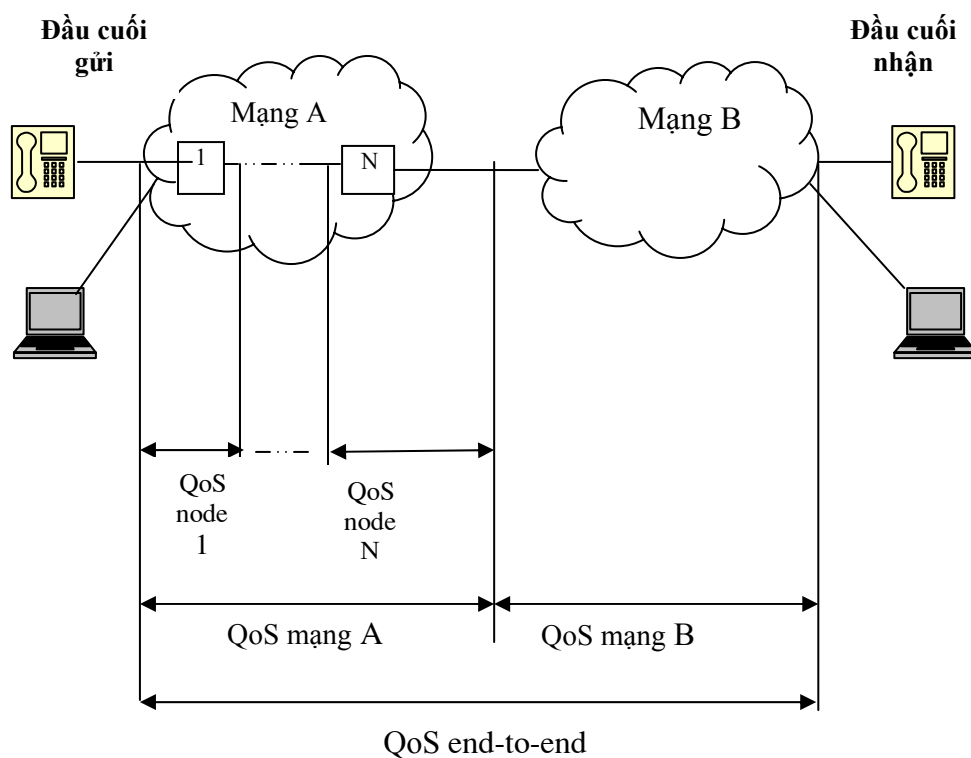 Đầu cuối
gửi
Đầu cuối
nhận
Mạng A
Mạng B
1
N
QoS
node
1
QoS
node
N
QoS mạng A
QoS mạng B
QoS end-to-end